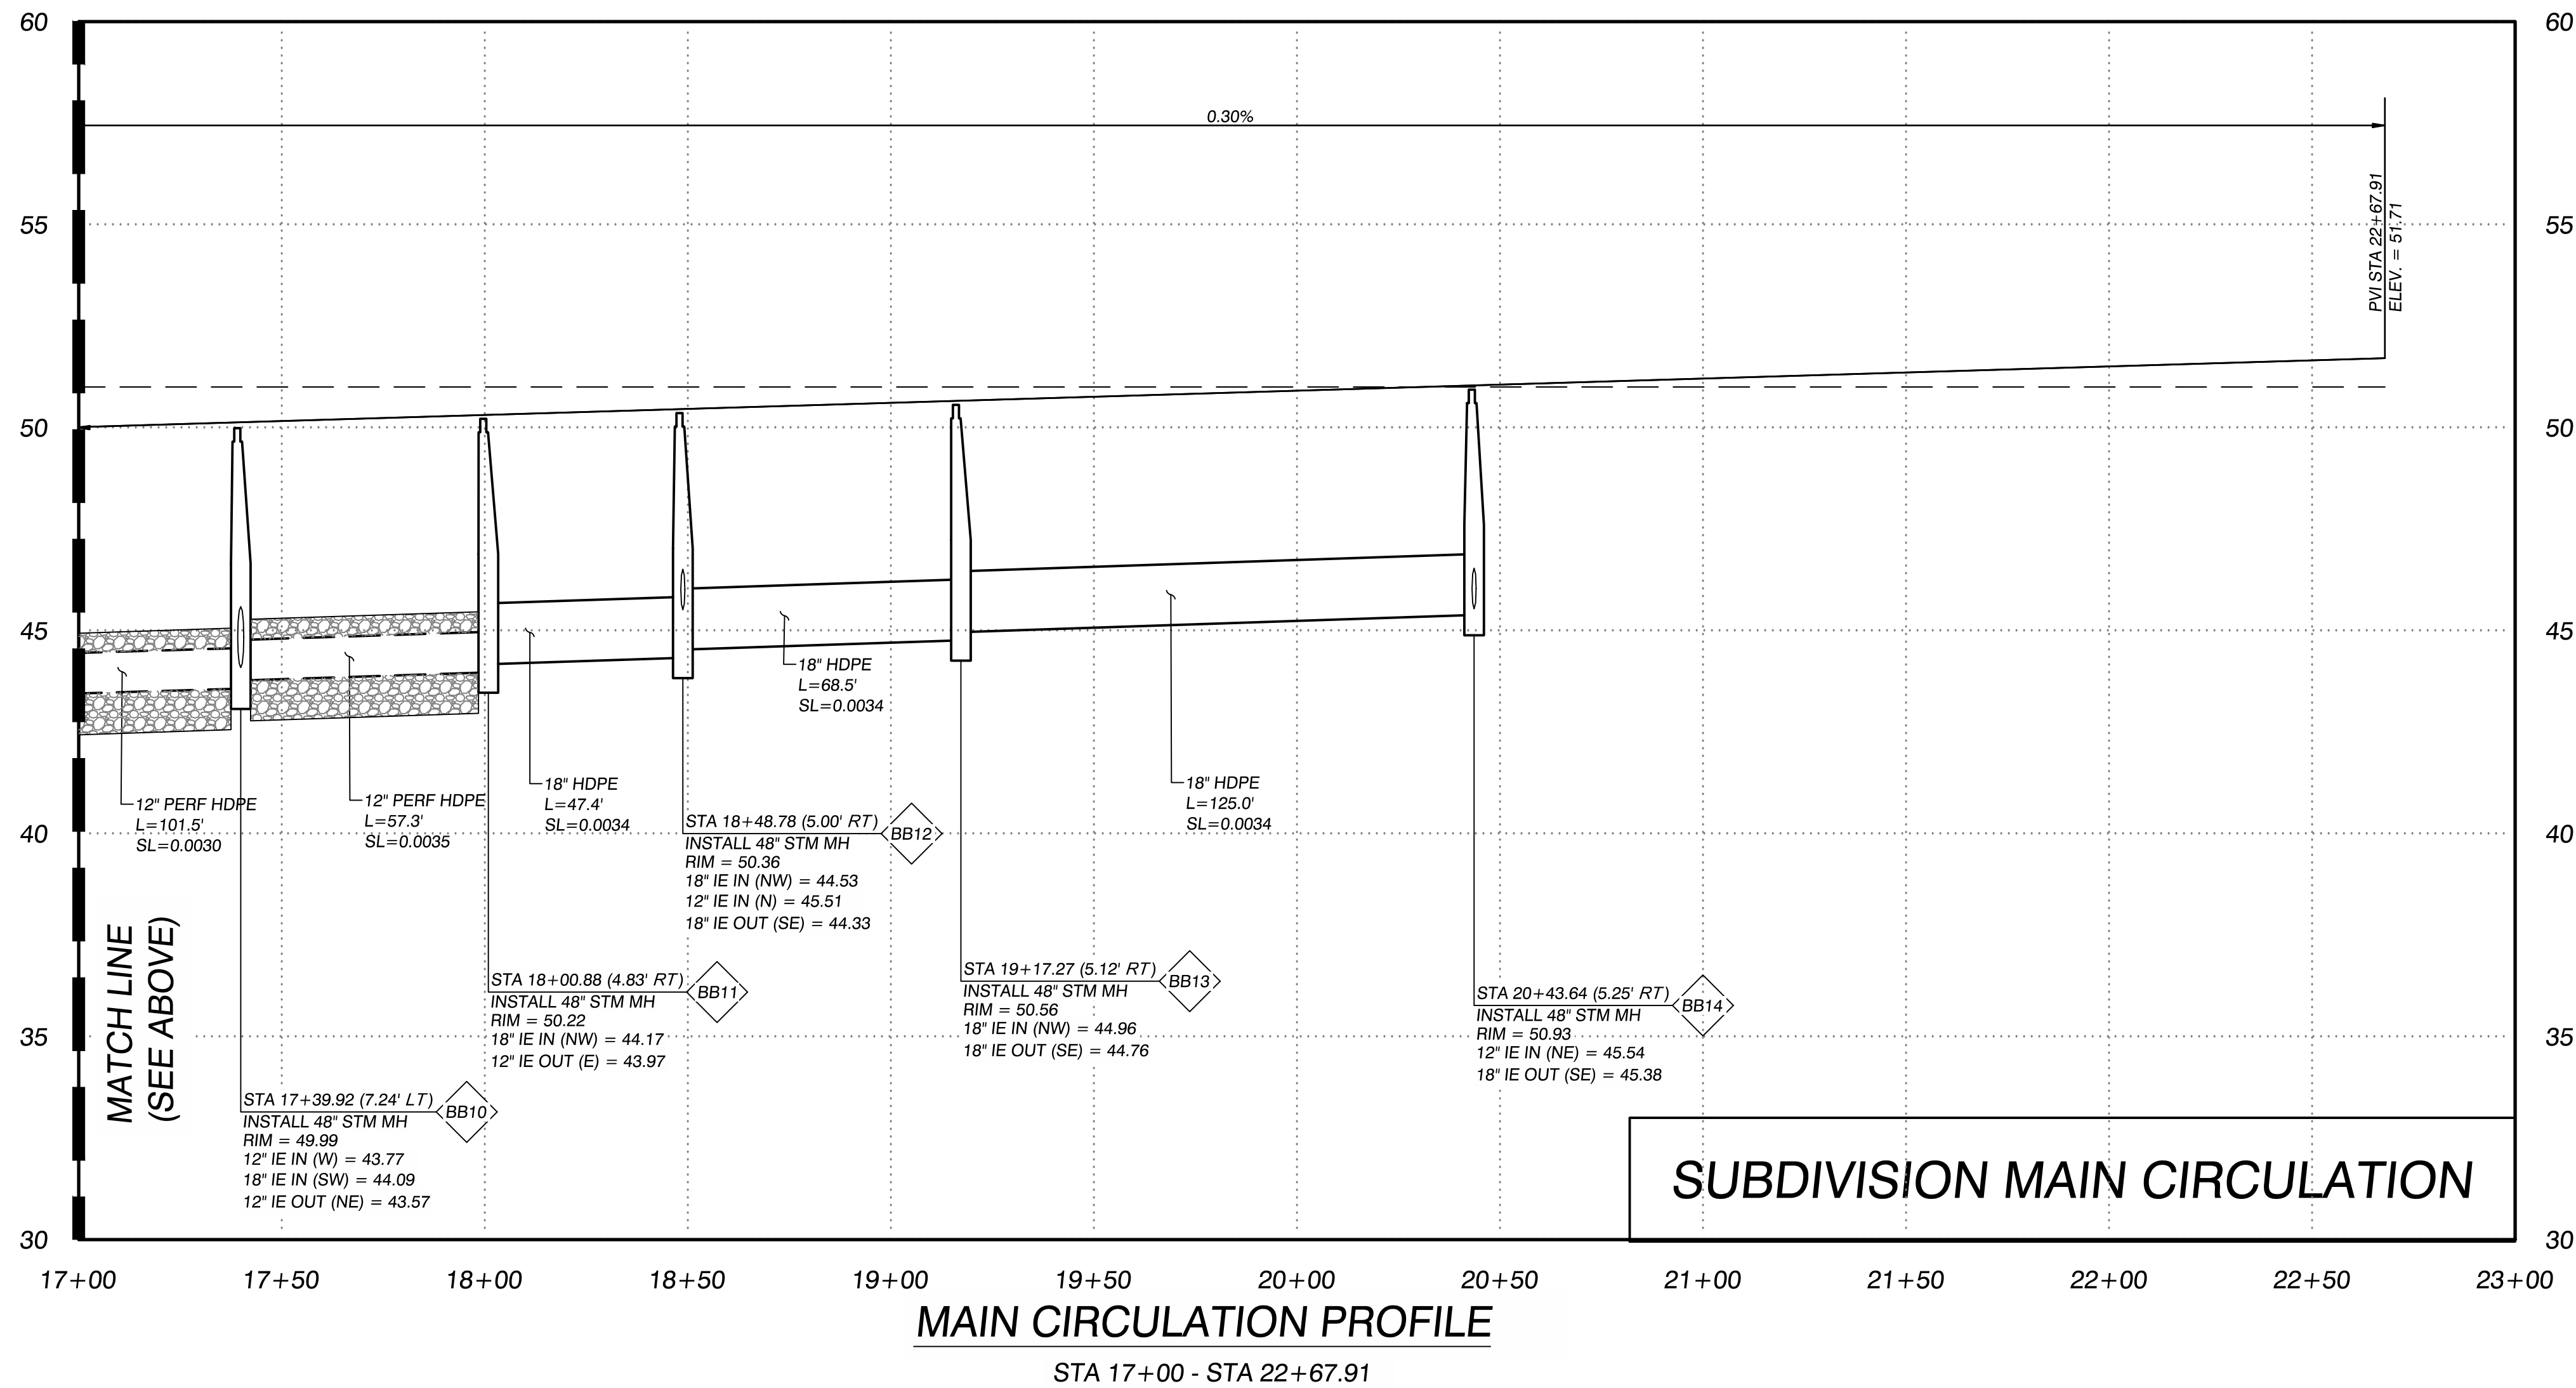 60
60
0.30%
55
55
PVI STA 22+67.91
ELEV. = 51.71
50
50
45
45
12" PERF HDPE
L=101.5'
SL=0.0030
12" PERF HDPE
L=57.3'
SL=0.0035
18" HDPE
L=47.4'
SL=0.0034
18" HDPE
L=68.5'
SL=0.0034
18" HDPE
L=125.0'
SL=0.0034
40
40
STA 18+48.78 (5.00' RT)
BB12
INSTALL 48" STM MH
RIM = 50.36
18" IE IN (NW) = 44.53
12" IE IN (N) = 45.51
18" IE OUT (SE) = 44.33
MATCH LINE
(SEE ABOVE)
STA 18+00.88 (4.83' RT)
BB11
INSTALL 48" STM MH
RIM = 50.22
18" IE IN (NW) = 44.17
12" IE OUT (E) = 43.97
STA 19+17.27 (5.12' RT)
BB13
INSTALL 48" STM MH
RIM = 50.56
18" IE IN (NW) = 44.96
18" IE OUT (SE) = 44.76
STA 20+43.64 (5.25' RT)
BB14
INSTALL 48" STM MH
RIM = 50.93
12" IE IN (NE) = 45.54
18" IE OUT (SE) = 45.38
35
35
STA 17+39.92 (7.24' LT)
BB10
INSTALL 48" STM MH
RIM = 49.99
12" IE IN (W) = 43.77
18" IE IN (SW) = 44.09
12" IE OUT (NE) = 43.57
SUBDIVISION MAIN CIRCULATION
30
30
17+00 17+50 18+00 18+50 19+00 19+50 20+00 20+50 21+00 21+50 22+00 22+50 23+00
MAIN CIRCULATION PROFILE
STA 17+00 - STA 22+67.91